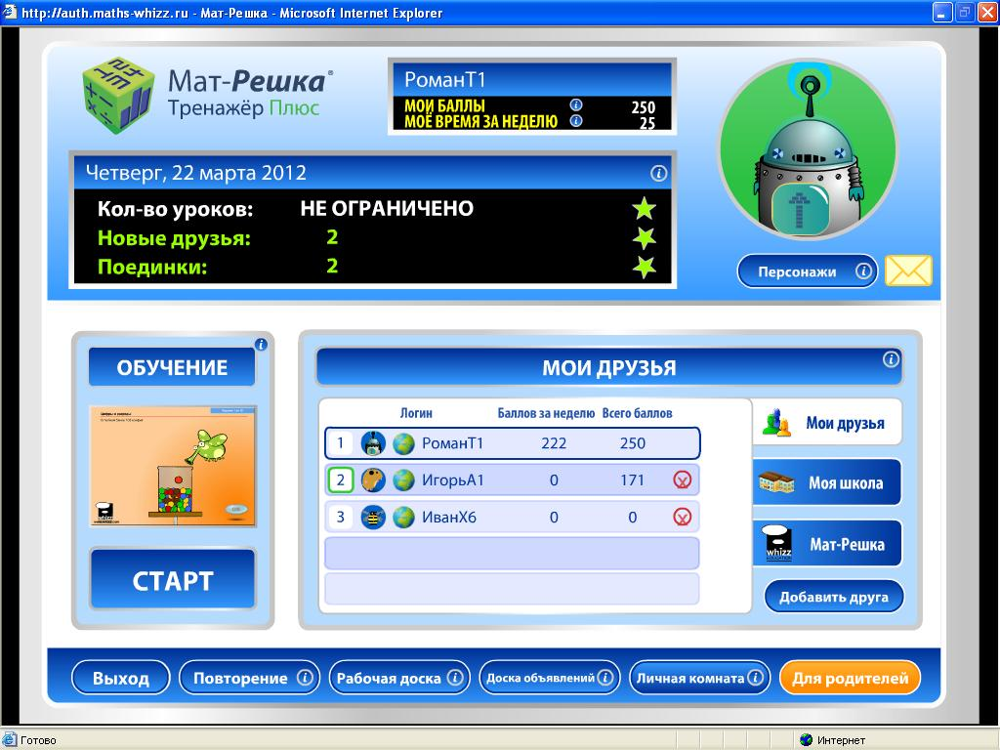 http://auth.maths-whizz.ru - Мат-Решка - Microsoft Internet Explorer
Мат-Решка®
Тренажёр Плюс
РоманТ1
МОИ БАЛЛЫ 250
МОЁ ВРЕМЯ ЗА НЕДЕЛЮ 25
Четверг, 22 марта 2012
Кол-во уроков: НЕ ОГРАНИЧЕНО
Новые друзья: 2
Поединки: 2
Персонажи
ОБУЧЕНИЕ
СТАРТ
МОИ ДРУЗЬЯ
Логин Баллов за неделю Всего баллов
1 РоманТ1 222 250
2 ИгорьА1 0 171
3 ИванХ6 0 0
Мои друзья
Моя школа
whizz
Мат-Решка
Добавить друга
Выход
Повторение
Рабочая доска
Доска объявлений
Личная комната
Для родителей
Готово
Интернет